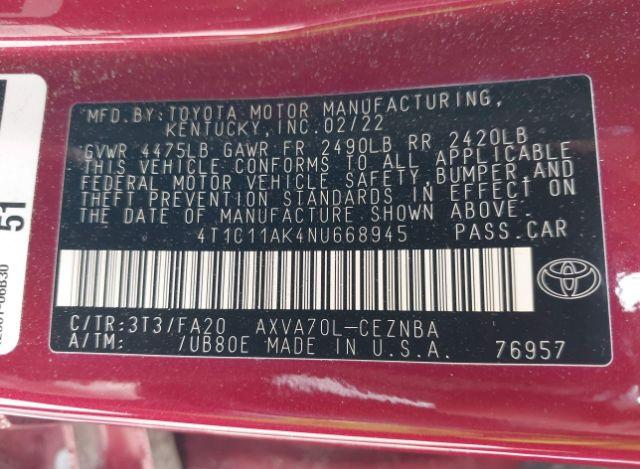 MFD.BY:TOYOTA MOTOR MANUFACTURING,
KENTUCKY,INC.02/22
GVWR 4475LB GAWR FR 2490LB RR 2420LB
THIS VEHICLE CONFORMS TO ALL APPLICABLE
FEDERAL MOTOR VEHICLE SAFETY,BUMPER,AND
THEFT PREVENTION STANDARDS IN EFFECT ON
THE DATE OF MANUFACTURE SHOWN ABOVE.
4T1C11AK4NU668945 PASS.CAR
C/TR:3T3/FA20 AXVA70L-CEZNBA
A/TM: /UB80E MADE IN U.S.A. 76957
51